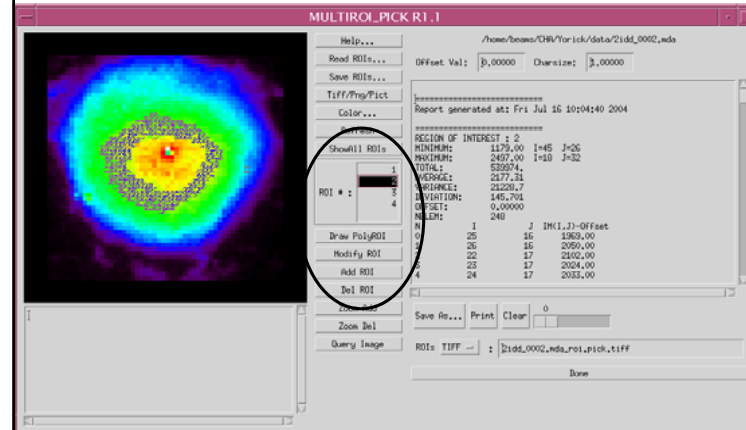 MULTIROI_PICK R1.1
Help...
Read ROIs...
Save ROIs...
Tiff/Png/Pict
Color...
Refresh
ShowAll ROIs
ROI # :
1
2
3
4
Draw PolyROI
Modify ROI
Add ROI
Del ROI
Zoom Add
Zoom Del
Query Image
/home/beams/CHA/Yorick/data/2idd_0002.mda
Offset Val: 0.00000 Charsize: 1.00000
==========================
Report generated at: Fri Jul 16 10:04:40 2004
==========================
REGION OF INTEREST : 2
MINIMUM: 1179.00 I=45 J=26
MAXIMUM: 2497.00 I=18 J=32
TOTAL: 539974.
AVERAGE: 2177.31
VARIANCE: 21228.7
DEVIATION: 145.701
OFFSET: 0.00000
NELEM: 248
N I J IM(I,J)-Offset
0 25 16 1969.00
1 26 16 2050.00
2 22 17 2102.00
3 23 17 2024.00
4 24 17 2033.00
Save As... Print Clear 0
ROIs TIFF : 2idd_0002.mda_roi.pick.tiff
Done